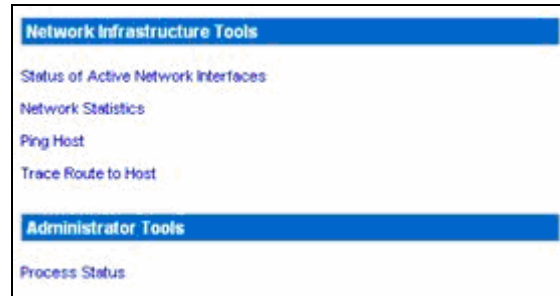 Network Infrastructure Tools
Status of Active Network Interfaces
Network Statistics
Ping Host
Trace Route to Host
Administrator Tools
Process Status